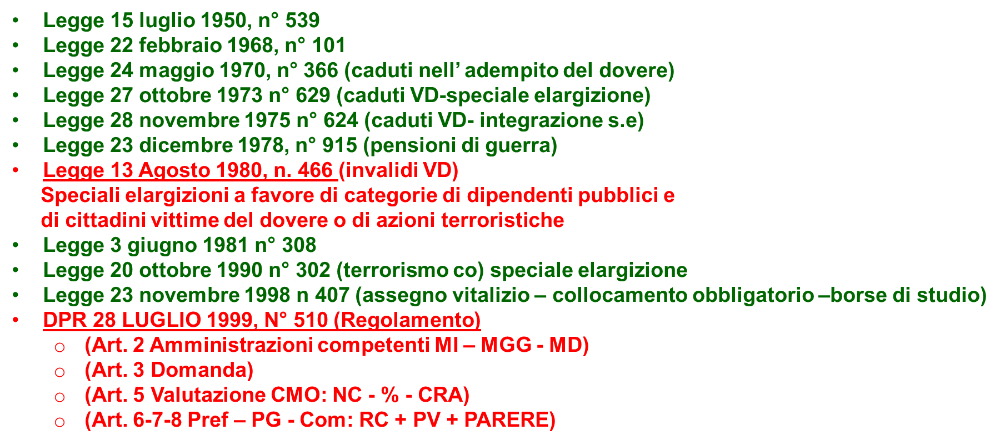 • Legge 15 luglio 1950, n° 539
• Legge 22 febbraio 1968, n° 101
• Legge 24 maggio 1970, n° 366 (caduti nell’ adempito del dovere)
• Legge 27 ottobre 1973 n° 629 (caduti VD-speciale elargizione)
• Legge 28 novembre 1975 n° 624 (caduti VD- integrazione s.e)
• Legge 23 dicembre 1978, n° 915 (pensioni di guerra)
• Legge 13 Agosto 1980, n. 466 (invalidi VD)
Speciali elargizioni a favore di categorie di dipendenti pubblici e
di cittadini vittime del dovere o di azioni terroristiche
• Legge 3 giugno 1981 n° 308
• Legge 20 ottobre 1990 n° 302 (terrorismo co) speciale elargizione
• Legge 23 novembre 1998 n 407 (assegno vitalizio – collocamento obbligatorio –borse di studio)
• DPR 28 LUGLIO 1999, N° 510 (Regolamento)
o (Art. 2 Amministrazioni competenti MI – MGG - MD)
o (Art. 3 Domanda)
o (Art. 5 Valutazione CMO: NC - % - CRA)
o (Art. 6-7-8 Pref – PG - Com: RC + PV + PARERE)